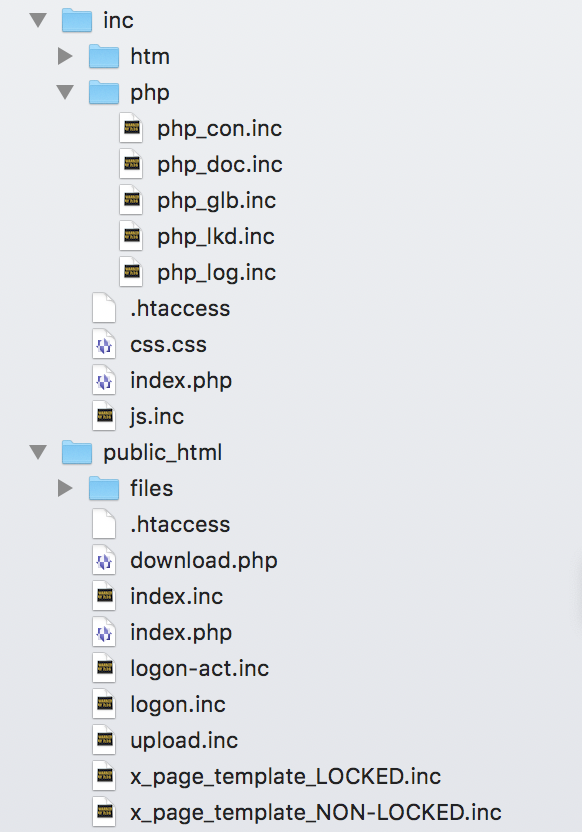 inc
htm
php
php_con.inc
php_doc.inc
php_glb.inc
php_lkd.inc
php_log.inc
.htaccess
css.css
index.php
js.inc
public_html
files
.htaccess
download.php
index.inc
index.php
logon-act.inc
logon.inc
upload.inc
x_page_template_LOCKED.inc
x_page_template_NON-LOCKED.inc